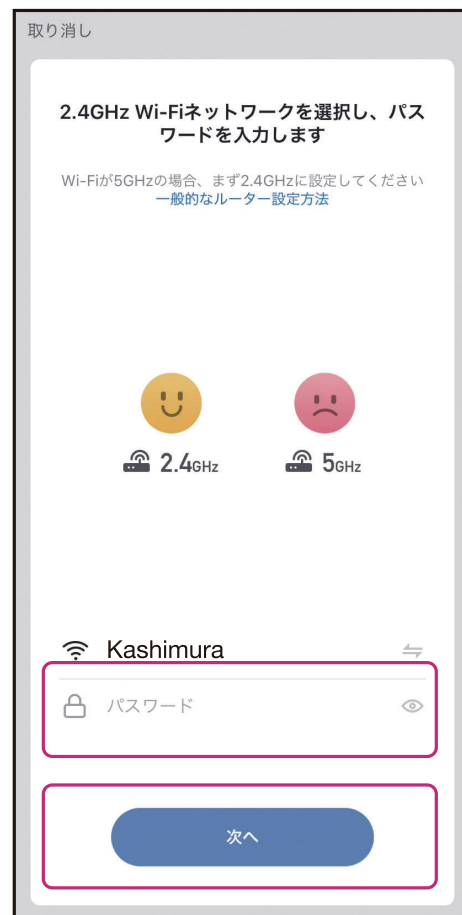 取り消し
2.4GHz Wi-Fiネットワークを選択し、パス
ワードを入力します
Wi-Fiが5GHzの場合、まず2.4GHzに設定してください
一般的なルーター設定方法
2.4GHz
5GHz
Kashimura
パスワード
次へ